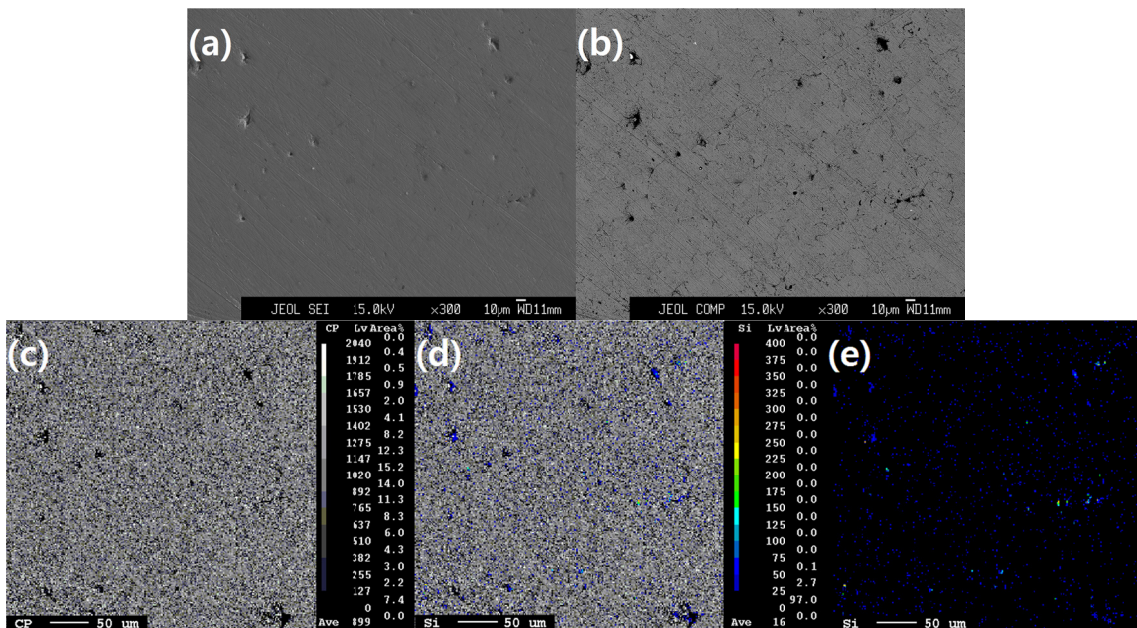 (a)
JEOL SEI 15.0kV ×300 10μm WD11mm
(b)
JEOL COMP 15.0kV ×300 10μm WD11mm
(c)
CP Lv Area%
0.0
2040 0.4
1912 0.5
1785 0.9
1657 2.0
1530 4.1
1402 8.2
1275 12.3
1147 15.2
1020 14.0
892 11.3
765 8.3
637 6.0
510 4.3
382 3.0
255 2.2
127 7.4
0 0.0
Ave 899
CP 50 um
(d)
Si Lv Area%
0.0
400 0.0
375 0.0
350 0.0
325 0.0
300 0.0
275 0.0
250 0.0
225 0.0
200 0.0
175 0.0
150 0.0
125 0.0
100 0.0
75 0.1
50 2.7
25 97.0
0 0.0
Ave 16
Si 50 um
(e)
Si 50 um